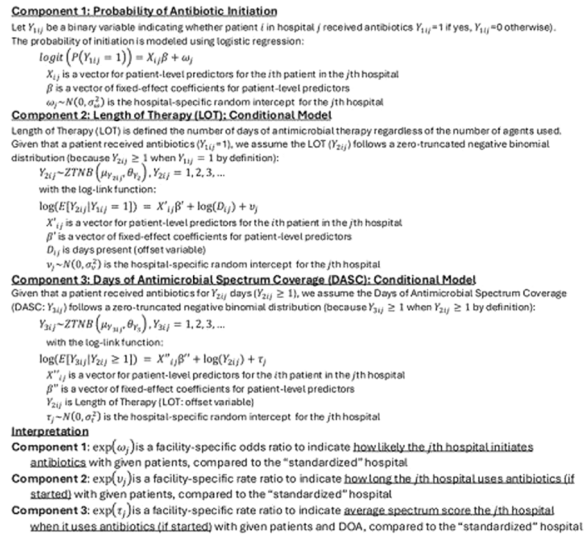 Component 1: Probability of Antibiotic Initiation
Let Y₁ᵢⱼ be a binary variable indicating whether patient i in hospital j received antibiotics Y₁ᵢⱼ=1 if yes, Y₁ᵢⱼ=0 otherwise).
The probability of initiation is modeled using logistic regression:
logit (P(Y₁ᵢⱼ = 1)) = Xᵢⱼβ + ωⱼ
Xᵢⱼ is a vector for patient-level predictors for the ith patient in the jth hospital
β is a vector of fixed-effect coefficients for patient-level predictors
ωⱼ~N(0,σ²_ω) is the hospital-specific random intercept for the jth hospital
Component 2: Length of Therapy (LOT); Conditional Model
Length of Therapy (LOT) is defined the number of days of antimicrobial therapy regardless of the number of agents used.
Given that a patient received antibiotics (Y₁ᵢⱼ=1), we assume the LOT (Y₂ᵢⱼ) follows a zero-truncated negative binomial
distribution (because Y₂ᵢⱼ ≥ 1 when Y₁ᵢⱼ = 1 by definition):
Y₂ᵢⱼ~ZTNB (μ_Y₂ᵢⱼ, θ_Y₂), Y₂ᵢⱼ = 1,2,3, ...
with the log-link function:
log(E[Y₂ᵢⱼ|Y₁ᵢⱼ = 1]) = X'ᵢⱼβ' + log(Dᵢⱼ) + υⱼ
X'ᵢⱼ is a vector for patient-level predictors for the ith patient in the jth hospital
β' is a vector of fixed-effect coefficients for patient-level predictors
Dᵢⱼ is days present (offset variable)
νⱼ~N(0,σ²_v) is the hospital-specific random intercept for the jth hospital
Component 3: Days of Antimicrobial Spectrum Coverage (DASC): Conditional Model
Given that a patient received antibiotics for Y₂ᵢⱼ days (Y₂ᵢⱼ ≥ 1), we assume the Days of Antimicrobial Spectrum Coverage
(DASC: Y₃ᵢⱼ) follows a zero-truncated negative binomial distribution (because Y₃ᵢⱼ ≥ 1 when Y₂ᵢⱼ ≥ 1 by definition):
Y₃ᵢⱼ~ZTNB (μ_Y₃ᵢⱼ, θ_Y₃), Y₃ᵢⱼ = 1,2,3, ...
with the log-link function:
log(E[Y₃ᵢⱼ|Y₂ᵢⱼ ≥ 1]) = X''ᵢⱼβ'' + log(Y₂ᵢⱼ) + τⱼ
X''ᵢⱼ is a vector for patient-level predictors for the ith patient in the jth hospital
β'' is a vector of fixed-effect coefficients for patient-level predictors
Y₂ᵢⱼ is Length of Therapy (LOT: offset variable)
τⱼ~N(0,σ²_τ) is the hospital-specific random intercept for the jth hospital
Interpretation
Component 1: exp(ωⱼ)is a facility-specific odds ratio to indicate how likely the jth hospital initiates
antibiotics with given patients, compared to the "standardized" hospital
Component 2: exp(υⱼ)is a facility-specific rate ratio to indicate how long the jth hospital uses antibiotics (if
started) with given patients, compared to the "standardized" hospital
Component 3: exp(τⱼ)is a facility-specific rate ratio to indicate average spectrum score the jth hospital
when it uses antibiotics (if started) with given patients and DOA, compared to the "standardized" hospital